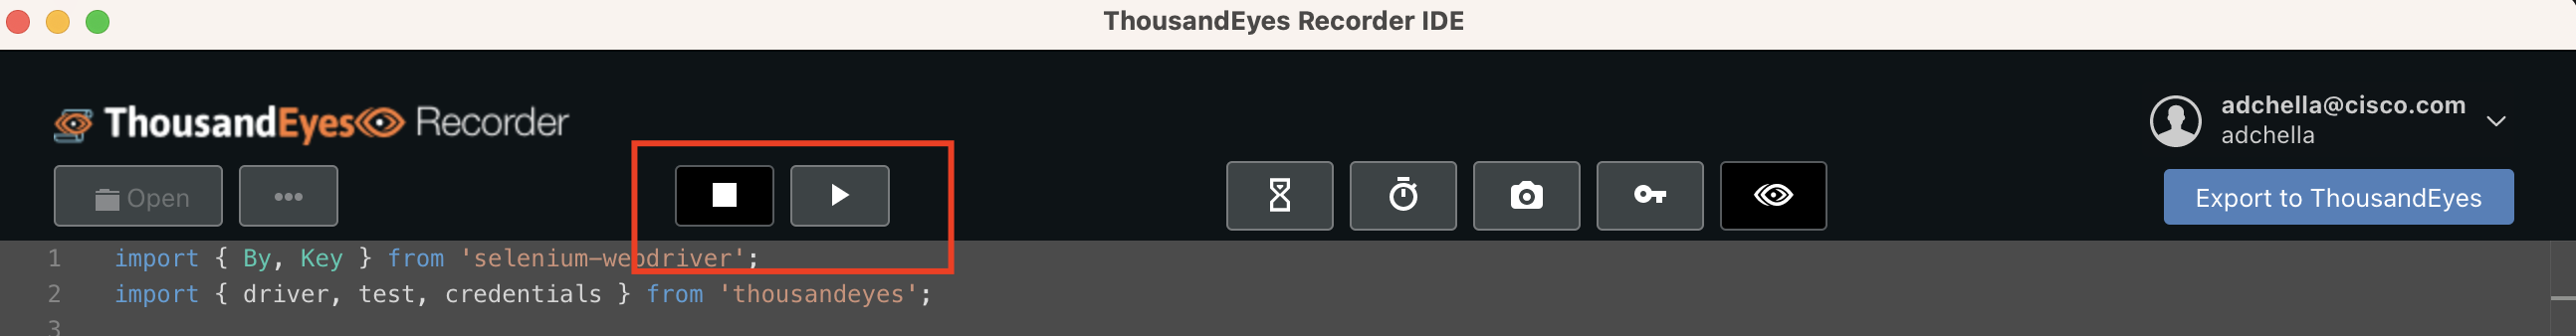 ThousandEyes Recorder IDE
ThousandEyes Recorder
adchella@cisco.com
adchella
Open
Export to ThousandEyes
1 import { By, Key } from 'selenium-webdriver';
2 import { driver, test, credentials } from 'thousandeyes';
3